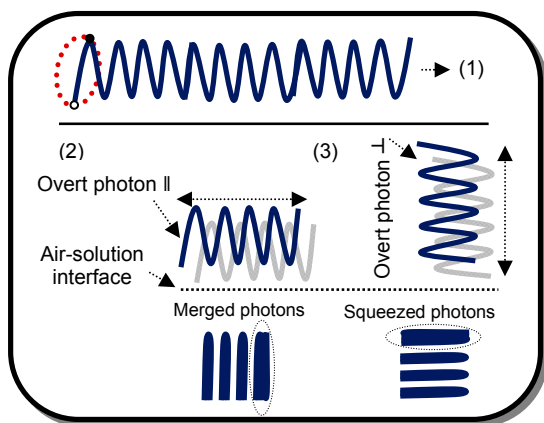 (1)
(2)
(3)
Overt photon ‖
Overt photon ⊥
Air-solution
interface
Merged photons
Squeezed photons